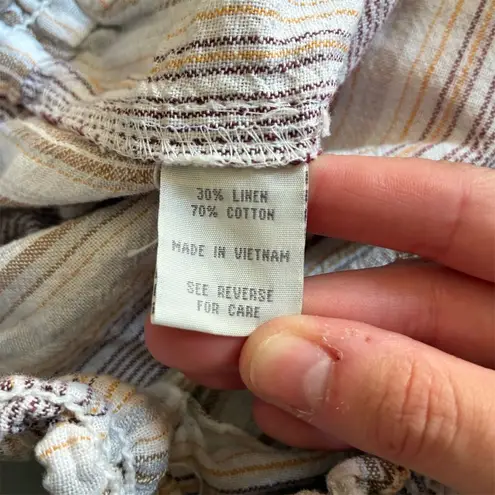 30% LINEN
70% COTTON
MADE IN VIETNAM
SEE REVERSE
FOR CARE